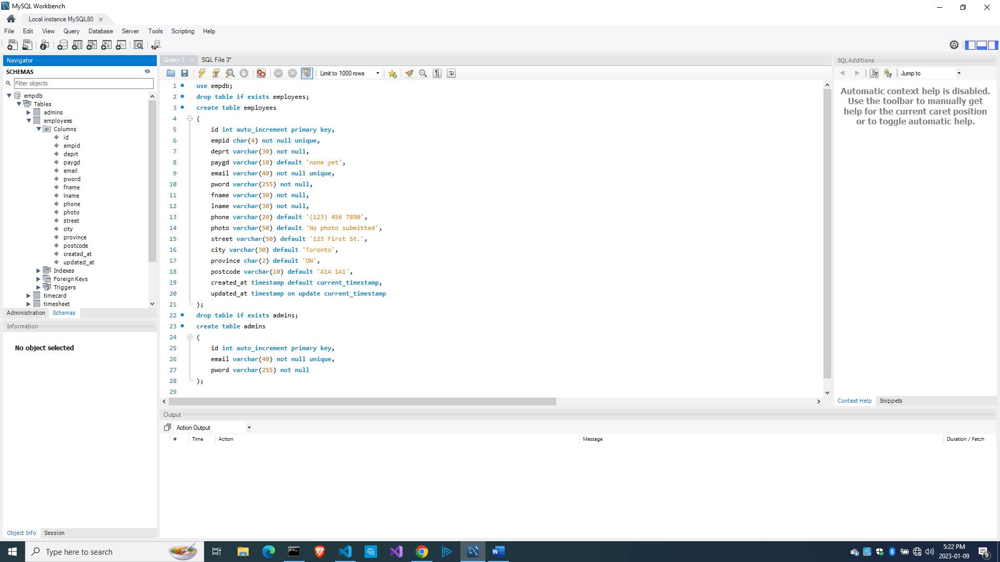 MySQL Workbench
Local instance MySQL80
File Edit View Query Database Server Tools Scripting Help
Navigator
SCHEMAS
Filter objects
empdb
Tables
admins
employees
Columns
id
empid
deprt
paygd
email
pword
fname
lname
phone
photo
street
city
province
postcode
created_at
updated_at
Indexes
Foreign Keys
Triggers
timecard
timesheet
Administration Schemas
Information
No object selected
Object Info Session
Query 1 SQL File 3*
Limit to 1000 rows
1 use empdb;
2 drop table if exists employees;
3 create table employees
4 (
5 id int auto_increment primary key,
6 empid char(4) not null unique,
7 deprt varchar(30) not null,
8 paygd varchar(10) default 'none yet',
9 email varchar(40) not null unique,
10 pword varchar(255) not null,
11 fname varchar(30) not null,
12 lname varchar(30) not null,
13 phone varchar(20) default '(123) 456 7890',
14 photo varchar(50) default 'No photo submitted',
15 street varchar(50) default '123 First St.',
16 city varchar(30) default 'Toronto',
17 province char(2) default 'ON',
18 postcode varchar(10) default 'A1A 1A1',
19 created_at timestamp default current_timestamp,
20 updated_at timestamp on update current_timestamp
21 );
22 drop table if exists admins;
23 create table admins
24 (
25 id int auto_increment primary key,
26 email varchar(40) not null unique,
27 pword varchar(255) not null
28 );
29
SQLAdditions
Jump to
Automatic context help is disabled.
Use the toolbar to manually get
help for the current caret position
or to toggle automatic help.
Context Help Snippets
Output
Action Output
# Time Action Message Duration / Fetch
Type here to search
5:22 PM
2023-01-09
9